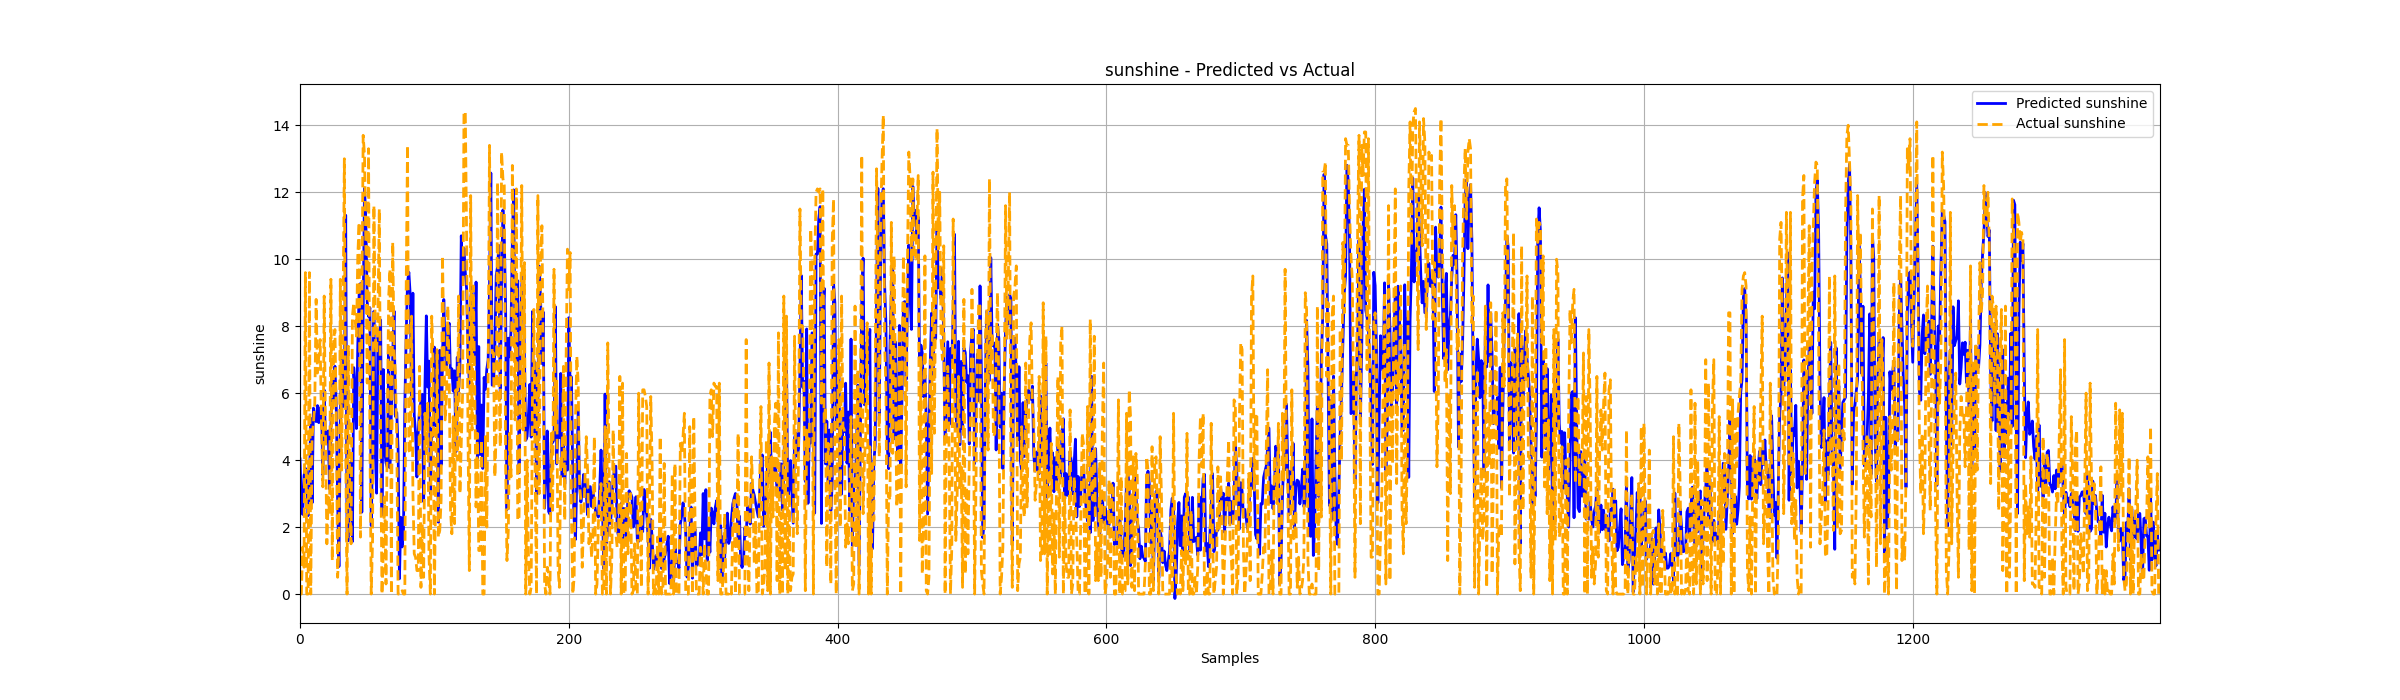 sunshine - Predicted vs Actual
Predicted sunshine
Actual sunshine
14
12
10
8
6
4
2
0
sunshine
0 200 400 600 800 1000 1200
Samples